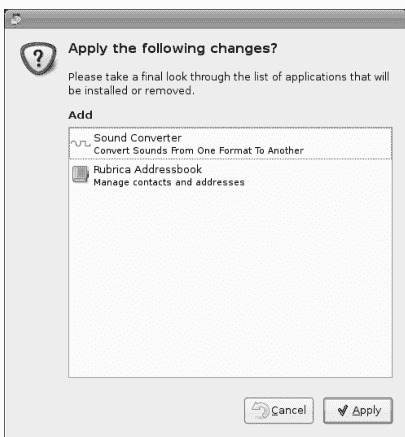 Apply the following changes?
Please take a final look through the list of applications that will
be installed or removed.
Add
Sound Converter
Convert Sounds From One Format To Another
Rubrica Addressbook
Manage contacts and addresses
Cancel
Apply